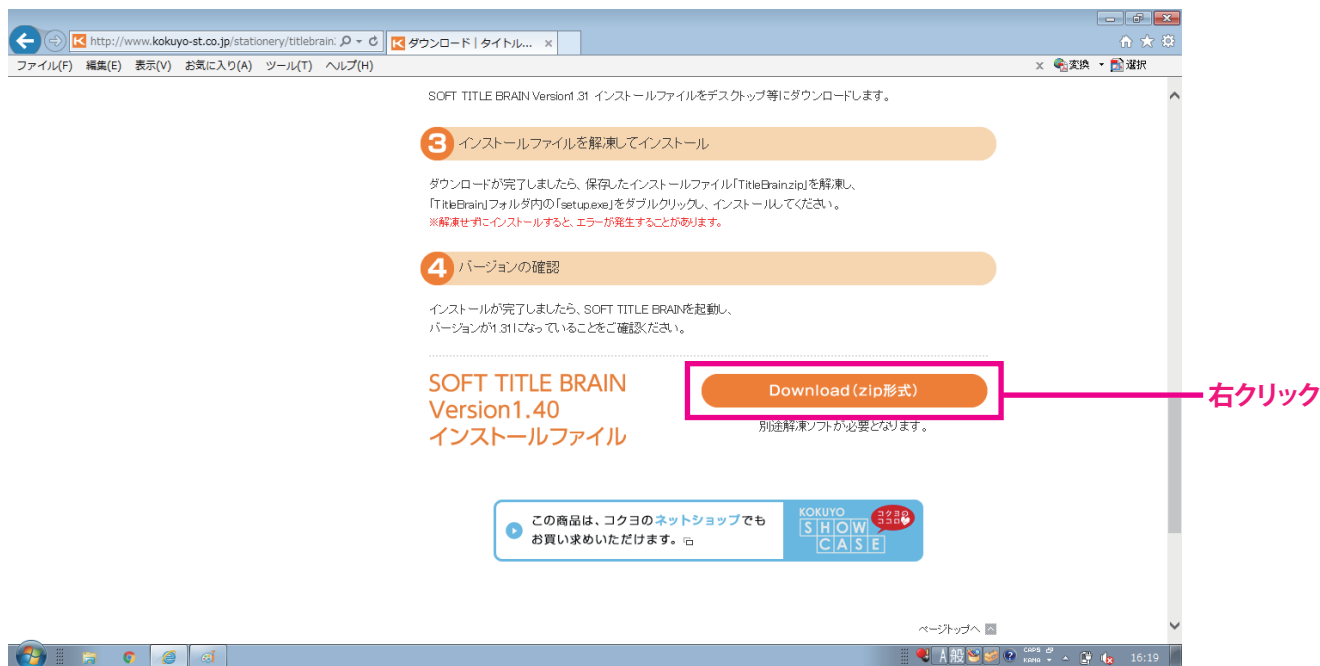 http://www.kokuyo-st.co.jp/stationery/titlebrain:
ダウンロード | タイトル...
ファイル(F) 編集(E) 表示(V) お気に入り(A) ツール(T) ヘルプ(H)
変換 選択
SOFT TITLE BRAIN Version1.31 インストールファイルをデスクトップ等にダウンロードします。
3 インストールファイルを解凍してインストール
ダウンロードが完了しましたら、保存したインストールファイル「TitleBrain.zip」を解凍し、
「TitleBrain」フォルダ内の「setup.exe」をダブルクリックし、インストールしてください。
※解凍せずにインストールすると、エラーが発生することがあります。
4 バージョンの確認
インストールが完了しましたら、SOFT TITLE BRAINを起動し、
バージョンが1.31になっていることをご確認ください。
SOFT TITLE BRAIN
Version1.40
インストールファイル
Download(zip形式)
右クリック
別途解凍ソフトが必要となります。
この商品は、コクヨのネットショップでも
お買い求めいただけます。
KOKUYO
SHOW
CASE
コクヨの
ココロ
ページトップへ
A 般
CAPS
KANA
16:19